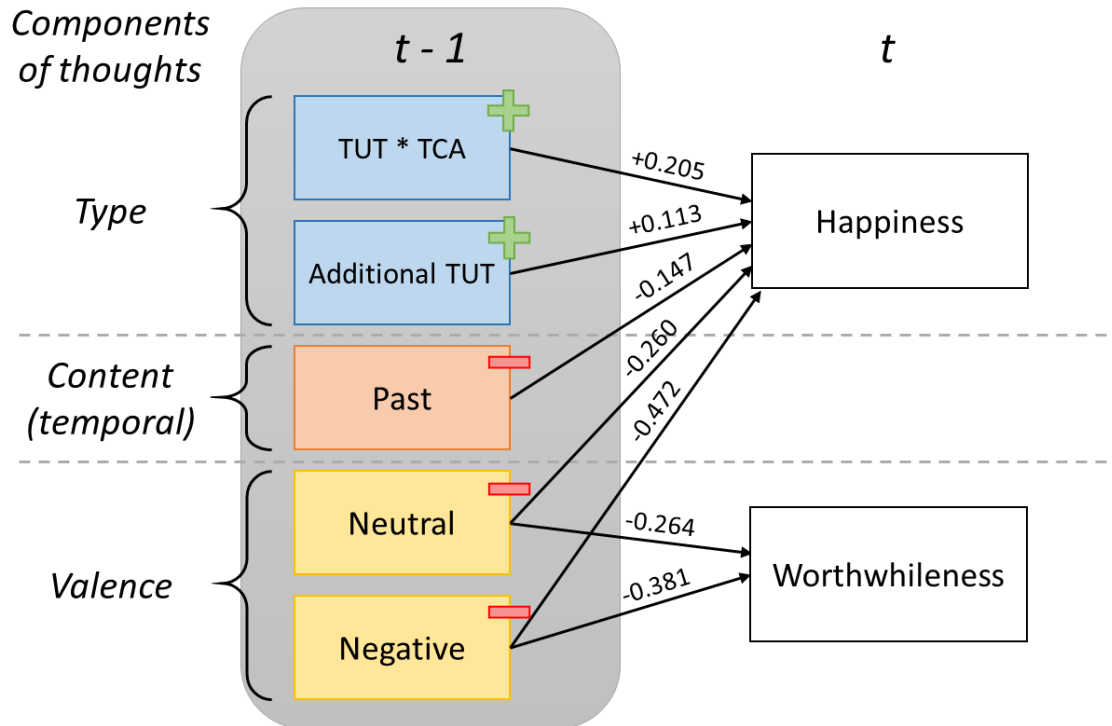 Components
of thoughts
t - 1
t
Type
TUT * TCA
+0.205
Happiness
Additional TUT
+0.113
-0.147
-0.260
-0.472
Content
(temporal)
Past
Valence
Neutral
-0.264
Worthwhileness
-0.381
Negative